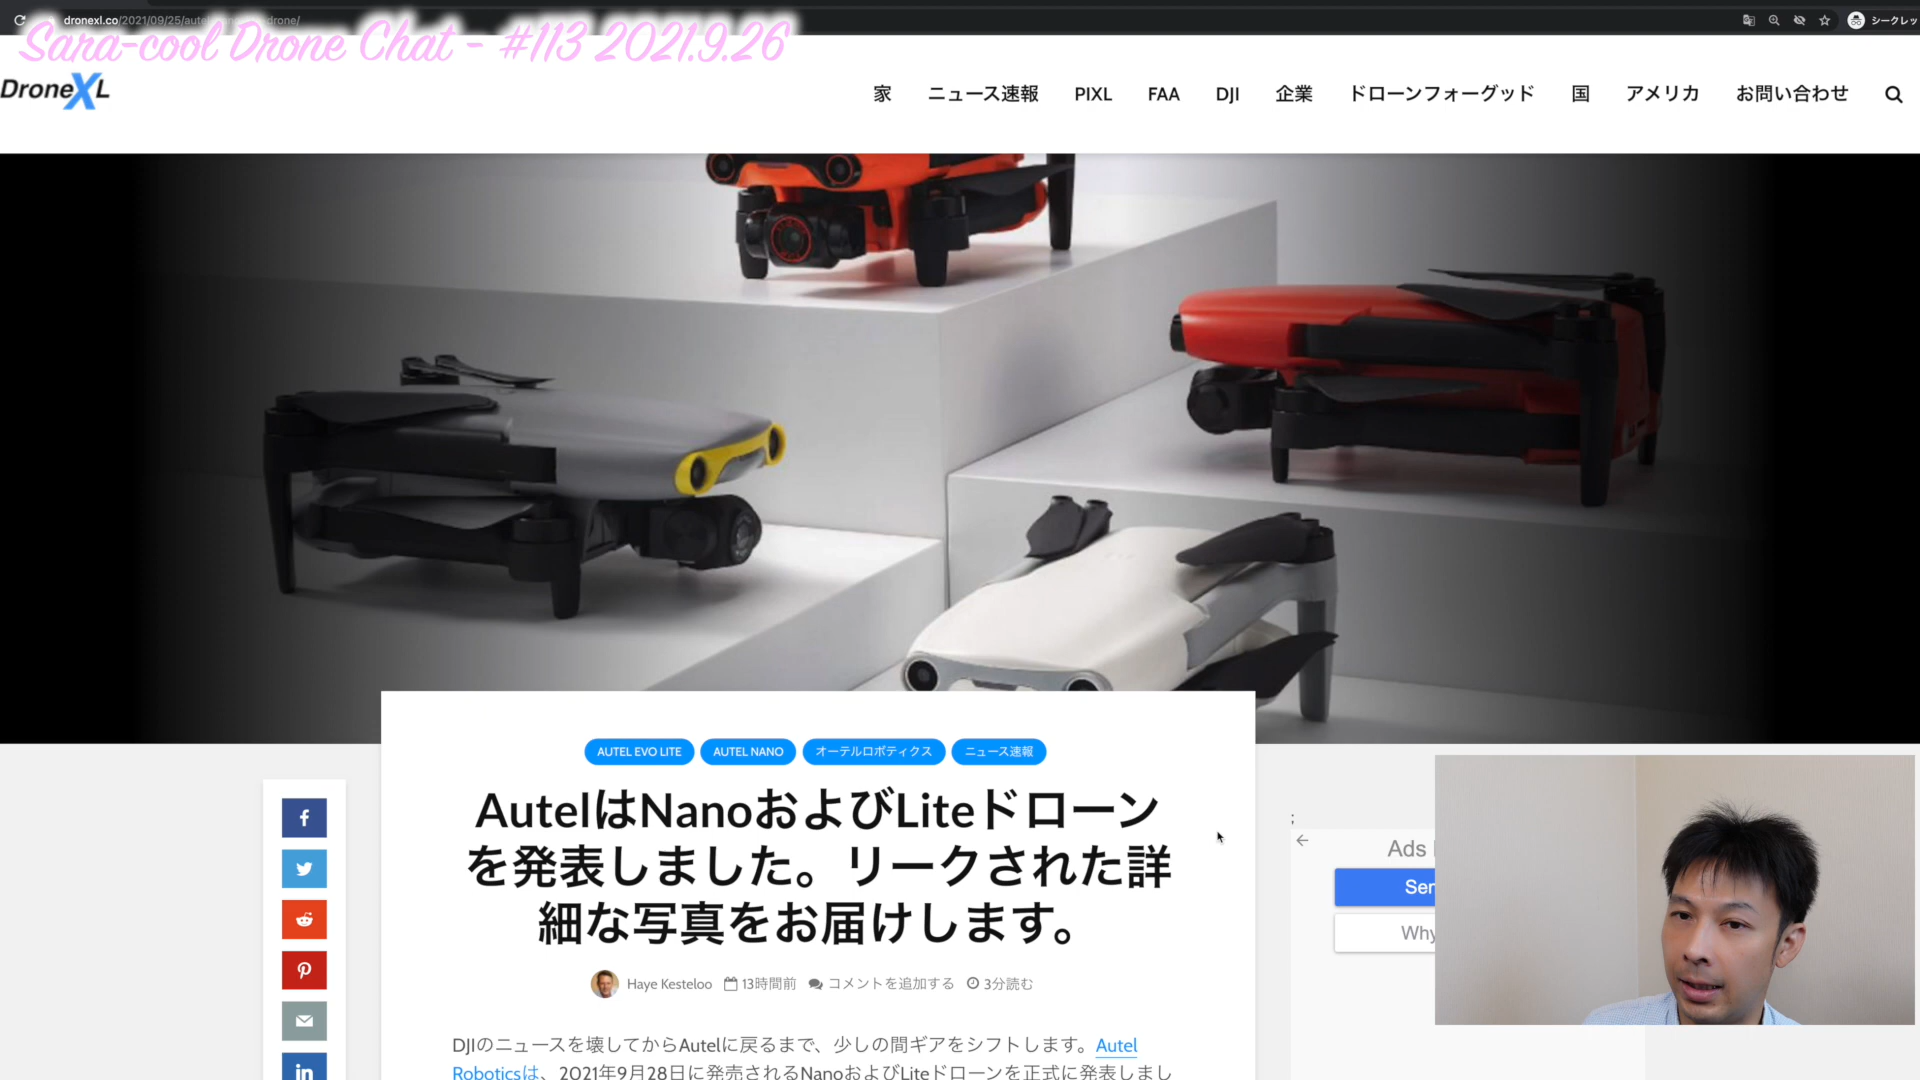 dronexl.co/2021/09/25/autel
drone/
シークレッ
Sara-cool Drone Chat - #113 2021.9.26
DroneXL
家 ニュース速報 PIXL FAA DJI 企業 ドローンフォーグッド 国 アメリカ お問い合わせ
AUTEL EVO LITE AUTEL NANO オーテルロボティクス ニュース速報
AutelはNanoおよびLiteドローン
を発表しました。リークされた詳
細な写真をお届けします。
Haye Kesteloo 13時間前 コメントを追加する 3分読む
DJIのニュースを壊してからAutelに戻るまで、少しの間ギアをシフトします。Autel
Roboticsは、2021年9月28日に発売されるNanoおよびLiteドローンを正式に発表しまし
;
Ads
Sen
Why